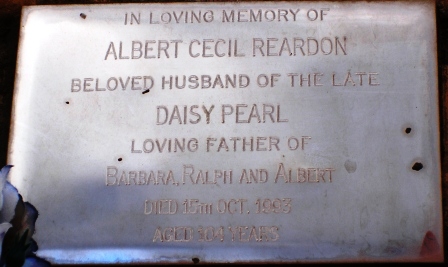 IN LOVING MEMORY OF
ALBERT CECIL REARDON
BELOVED HUSBAND OF THE LATE
DAISY PEARL
LOVING FATHER OF
BARBARA, RALPH AND ALBERT
DIED 15TH OCT. 1993
AGED YEARS